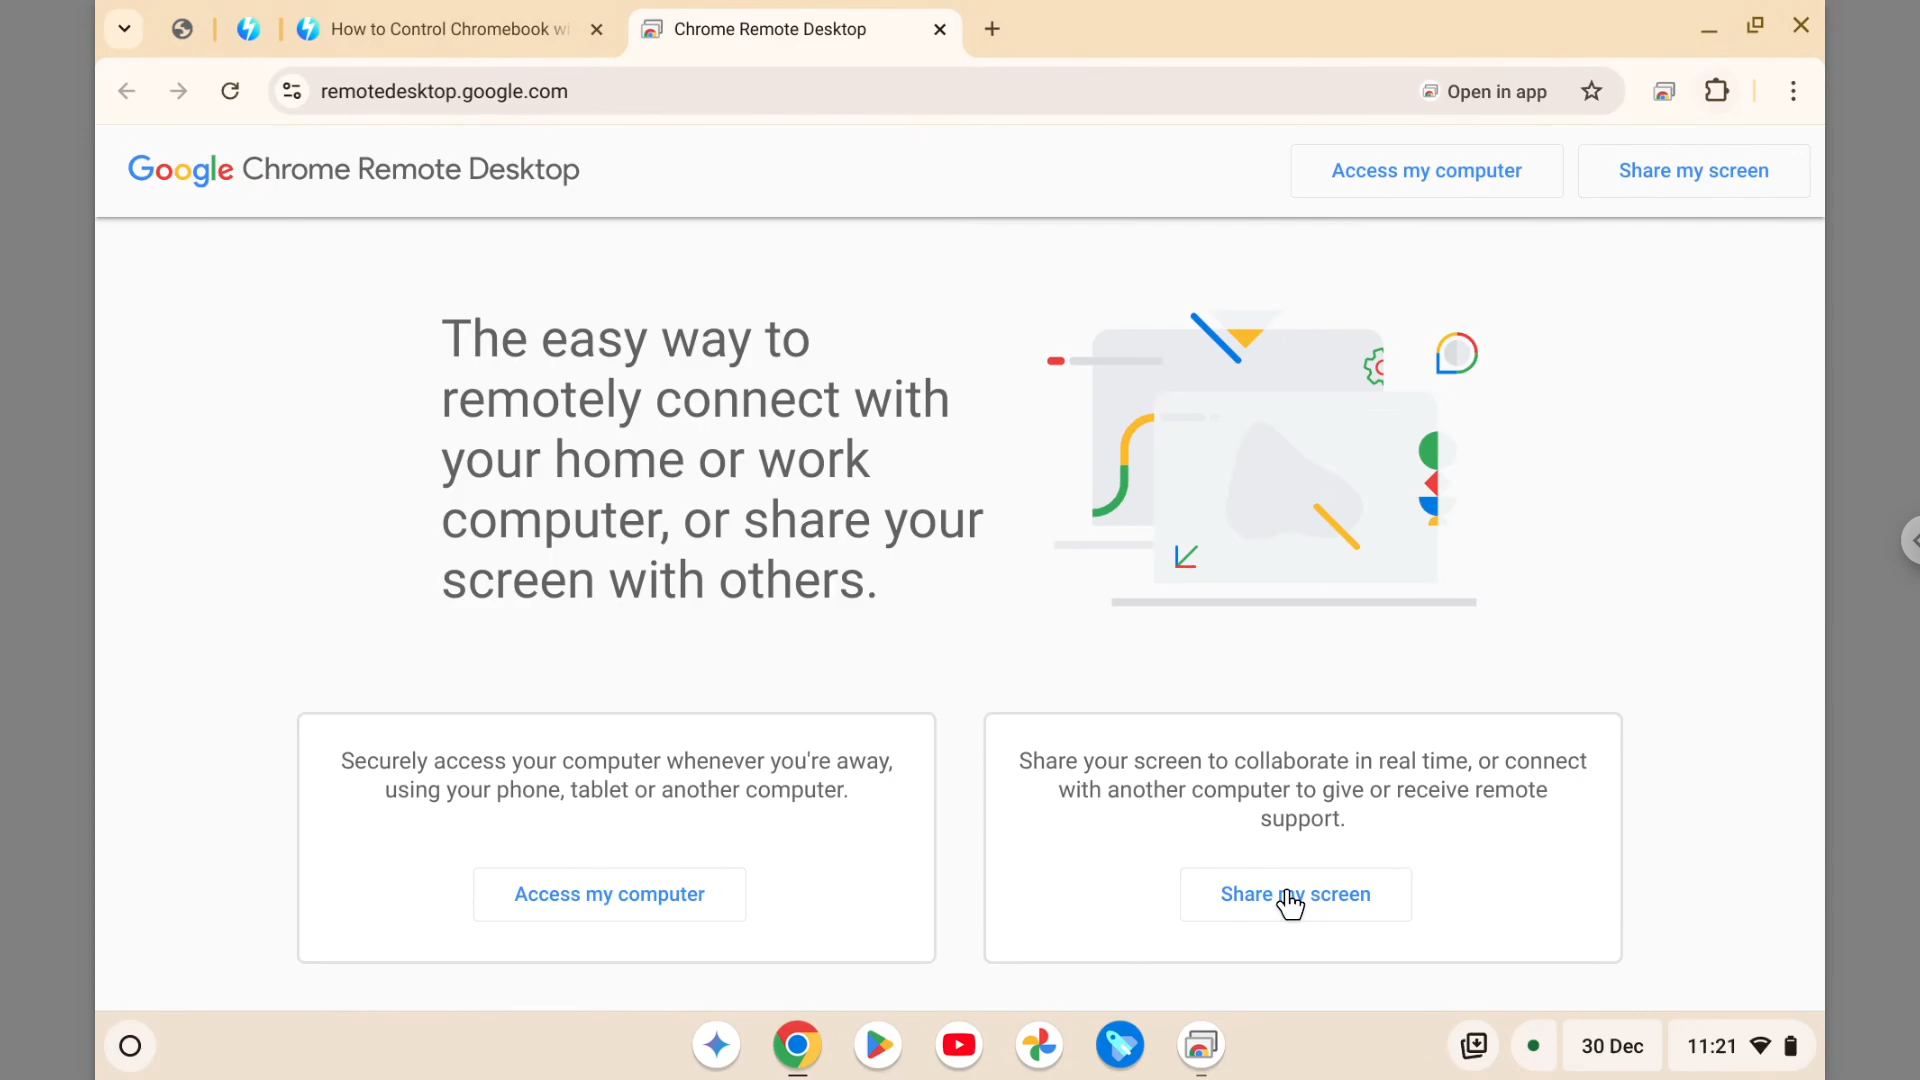 How to Control Chromebook wi
Chrome Remote Desktop
remotedesktop.google.com
Open in app
Google Chrome Remote Desktop
Access my computer
Share my screen
The easy way to
remotely connect with
your home or work
computer, or share your
screen with others.
Securely access your computer whenever you're away,
using your phone, tablet or another computer.
Access my computer
Share your screen to collaborate in real time, or connect
with another computer to give or receive remote
support.
Share my screen
30 Dec
11:21